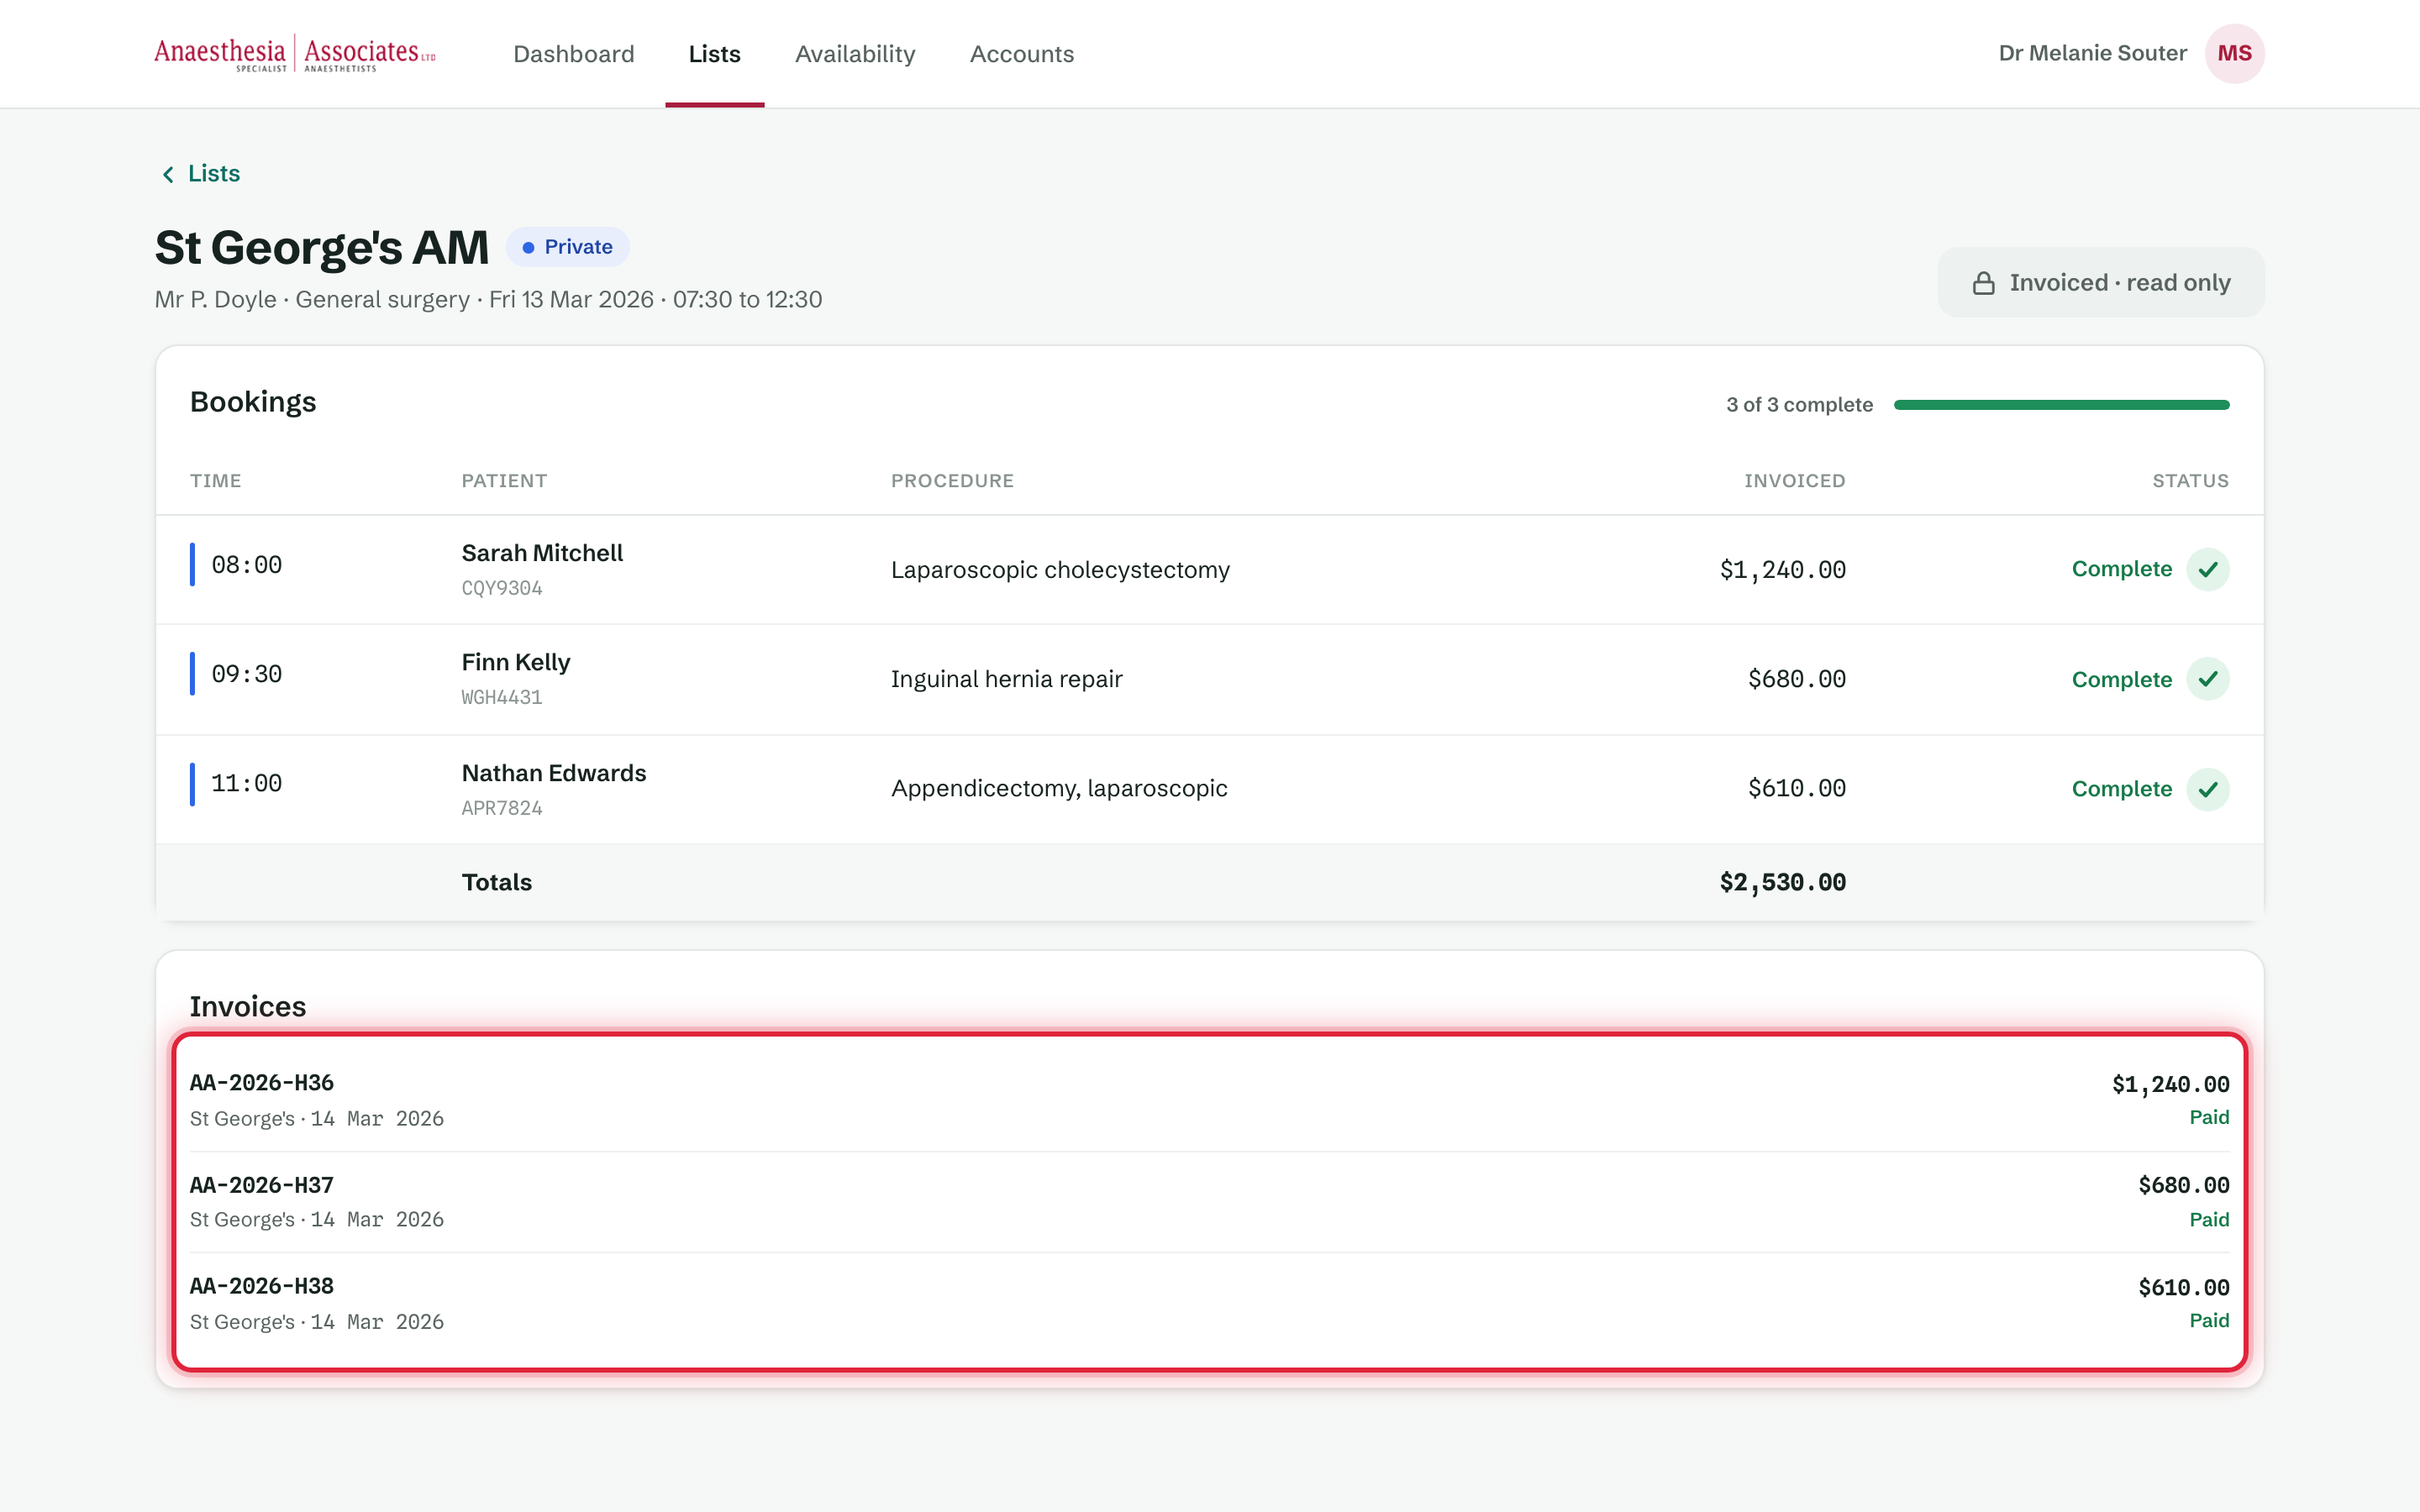 Anaesthesia Associates LTD
SPECIALIST ANAESTHETISTS
Dashboard Lists Availability Accounts
Dr Melanie Souter MS
Lists
St George's AM Private
Mr P. Doyle · General surgery · Fri 13 Mar 2026 · 07:30 to 12:30
Invoiced · read only
Bookings 3 of 3 complete
TIME PATIENT PROCEDURE INVOICED STATUS
08:00 Sarah Mitchell Laparoscopic cholecystectomy $1,240.00 Complete
CQY9304
09:30 Finn Kelly Inguinal hernia repair $680.00 Complete
WGH4431
11:00 Nathan Edwards Appendicectomy, laparoscopic $610.00 Complete
APR7824
Totals $2,530.00
Invoices
AA-2026-H36 $1,240.00
St George's · 14 Mar 2026 Paid
AA-2026-H37 $680.00
St George's · 14 Mar 2026 Paid
AA-2026-H38 $610.00
St George's · 14 Mar 2026 Paid